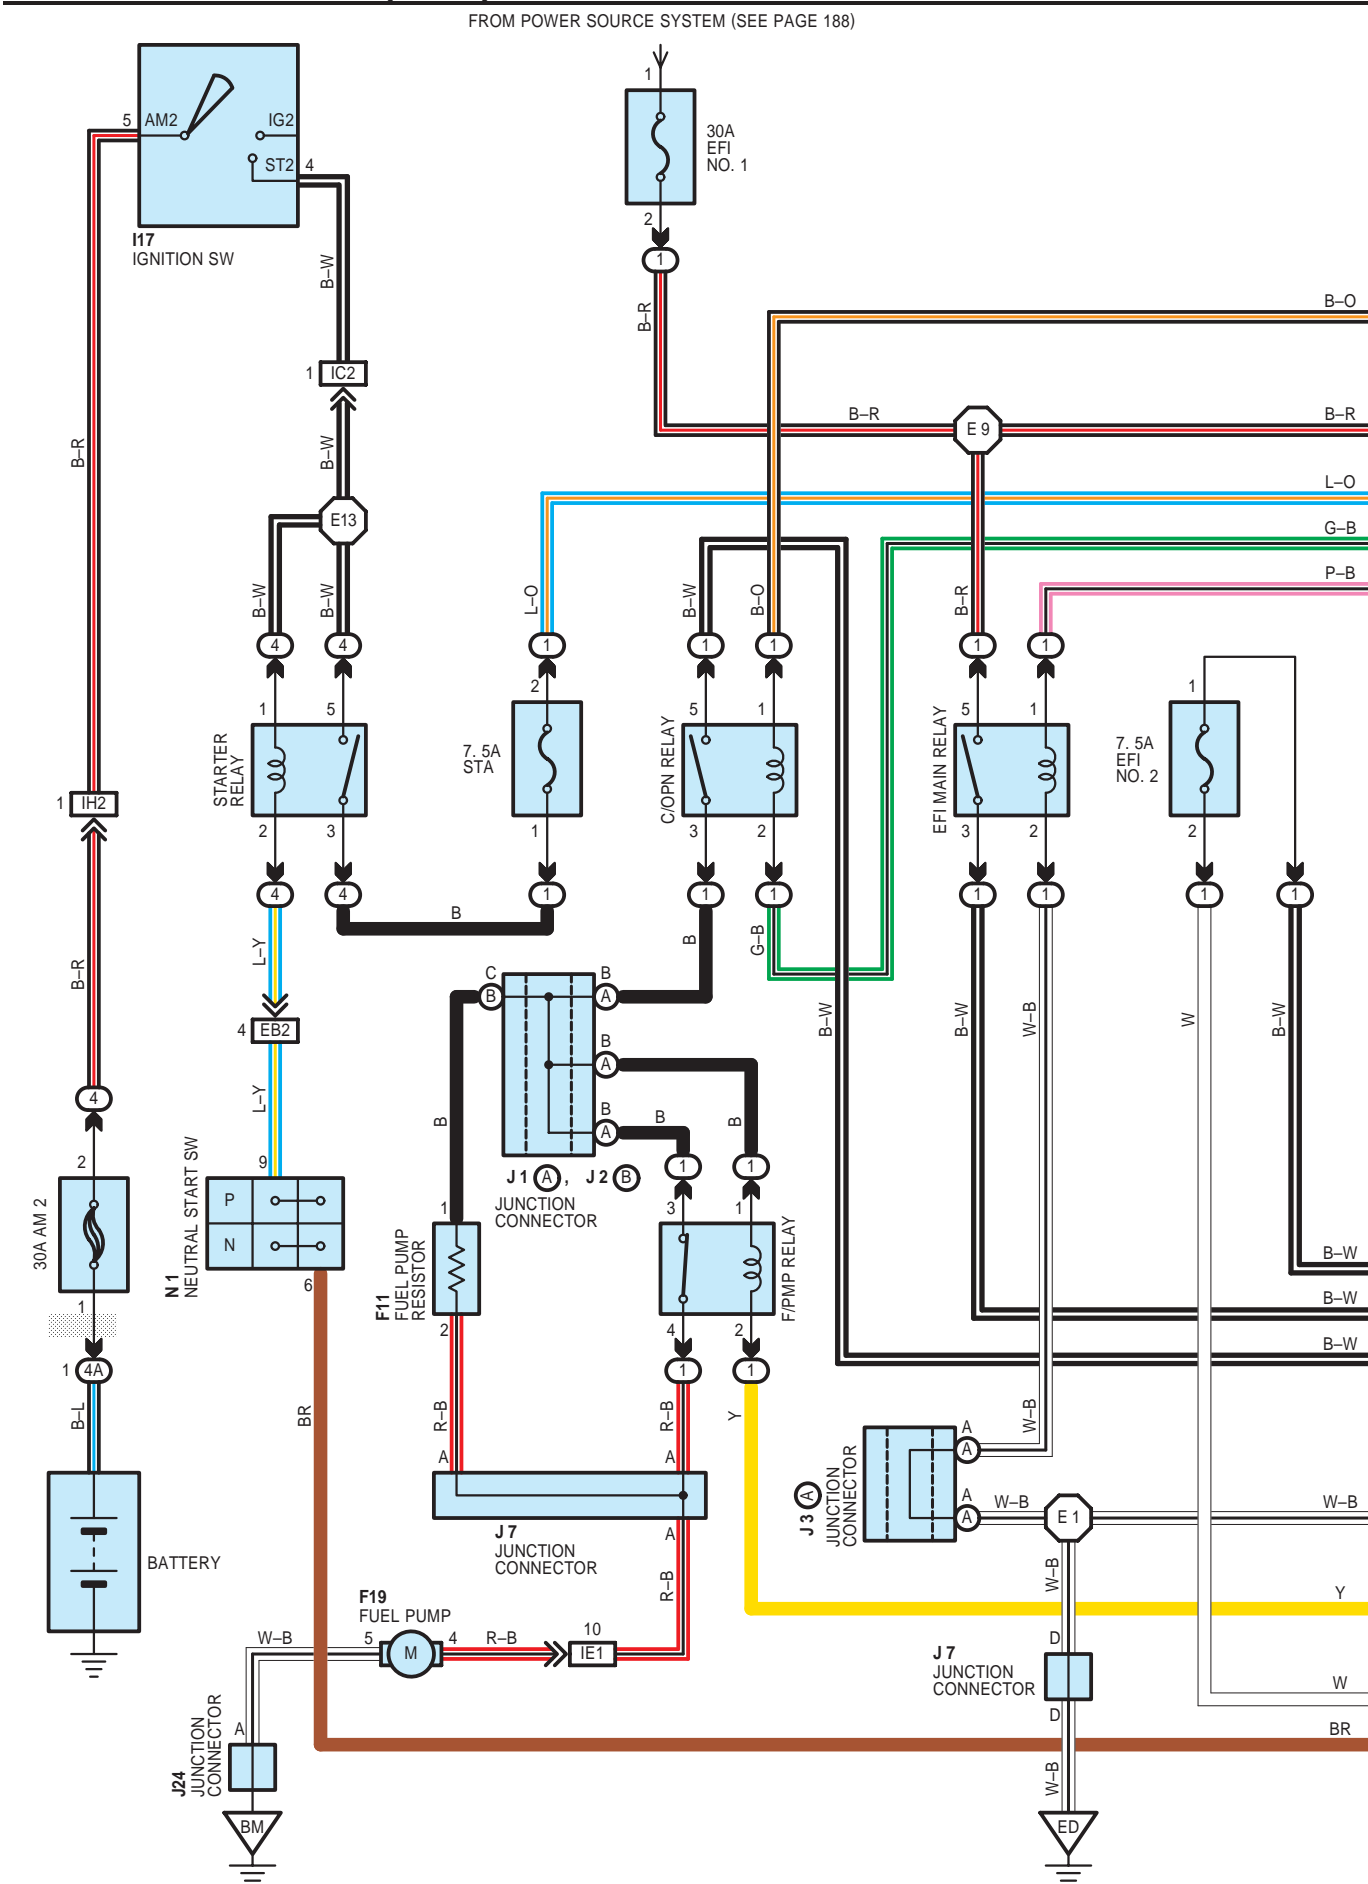 FROM POWER SOURCE SYSTEM (SEE PAGE 188)
1
30A
EFI
NO. 1
2
1
B–R
5
AM2
IG2
ST2
4
I17
IGNITION SW
B–W
1
IC2
B–W
E13
B–W
B–W
4
4
B–R
B–O
B–R
E 9
B–R
L–O
G–B
P–B
L–O
B–W
B–O
B–R
1
1
1
1
1
1
5
STARTER
RELAY
2
3
4
4
2
7. 5A
STA
1
1
B
5
1
C/OPN RELAY
3
2
1
1
B
G–B
5
1
EFI MAIN RELAY
3
2
1
1
1
7. 5A
EFI
NO. 2
2
1
1
1
IH2
B–R
4
2
30A AM 2
1
1
4A
B–L
BATTERY
L–Y
4
EB2
L–Y
9
P
N
N 1
NEUTRAL START SW
6
BR
C
B
B
A
B
A
B
A
B
B
B
J 1
A
,
J 2
B
JUNCTION
CONNECTOR
1
F11
FUEL PUMP
RESISTOR
2
1
1
3
1
F/PMP RELAY
4
2
1
1
R–B
R–B
Y
A
A
J 7
JUNCTION
CONNECTOR
A
R–B
F19
FUEL PUMP
W–B
5
M
4
R–B
10
IE1
A
J24
JUNCTION
CONNECTOR
BM
B–W
B–W
W–B
W
B–W
B–W
B–W
B–W
W–B
J 3
A
JUNCTION
CONNECTOR
A
A
A
A
W–B
E 1
W–B
W–B
Y
D
J 7
JUNCTION
CONNECTOR
D
W
BR
W–B
ED